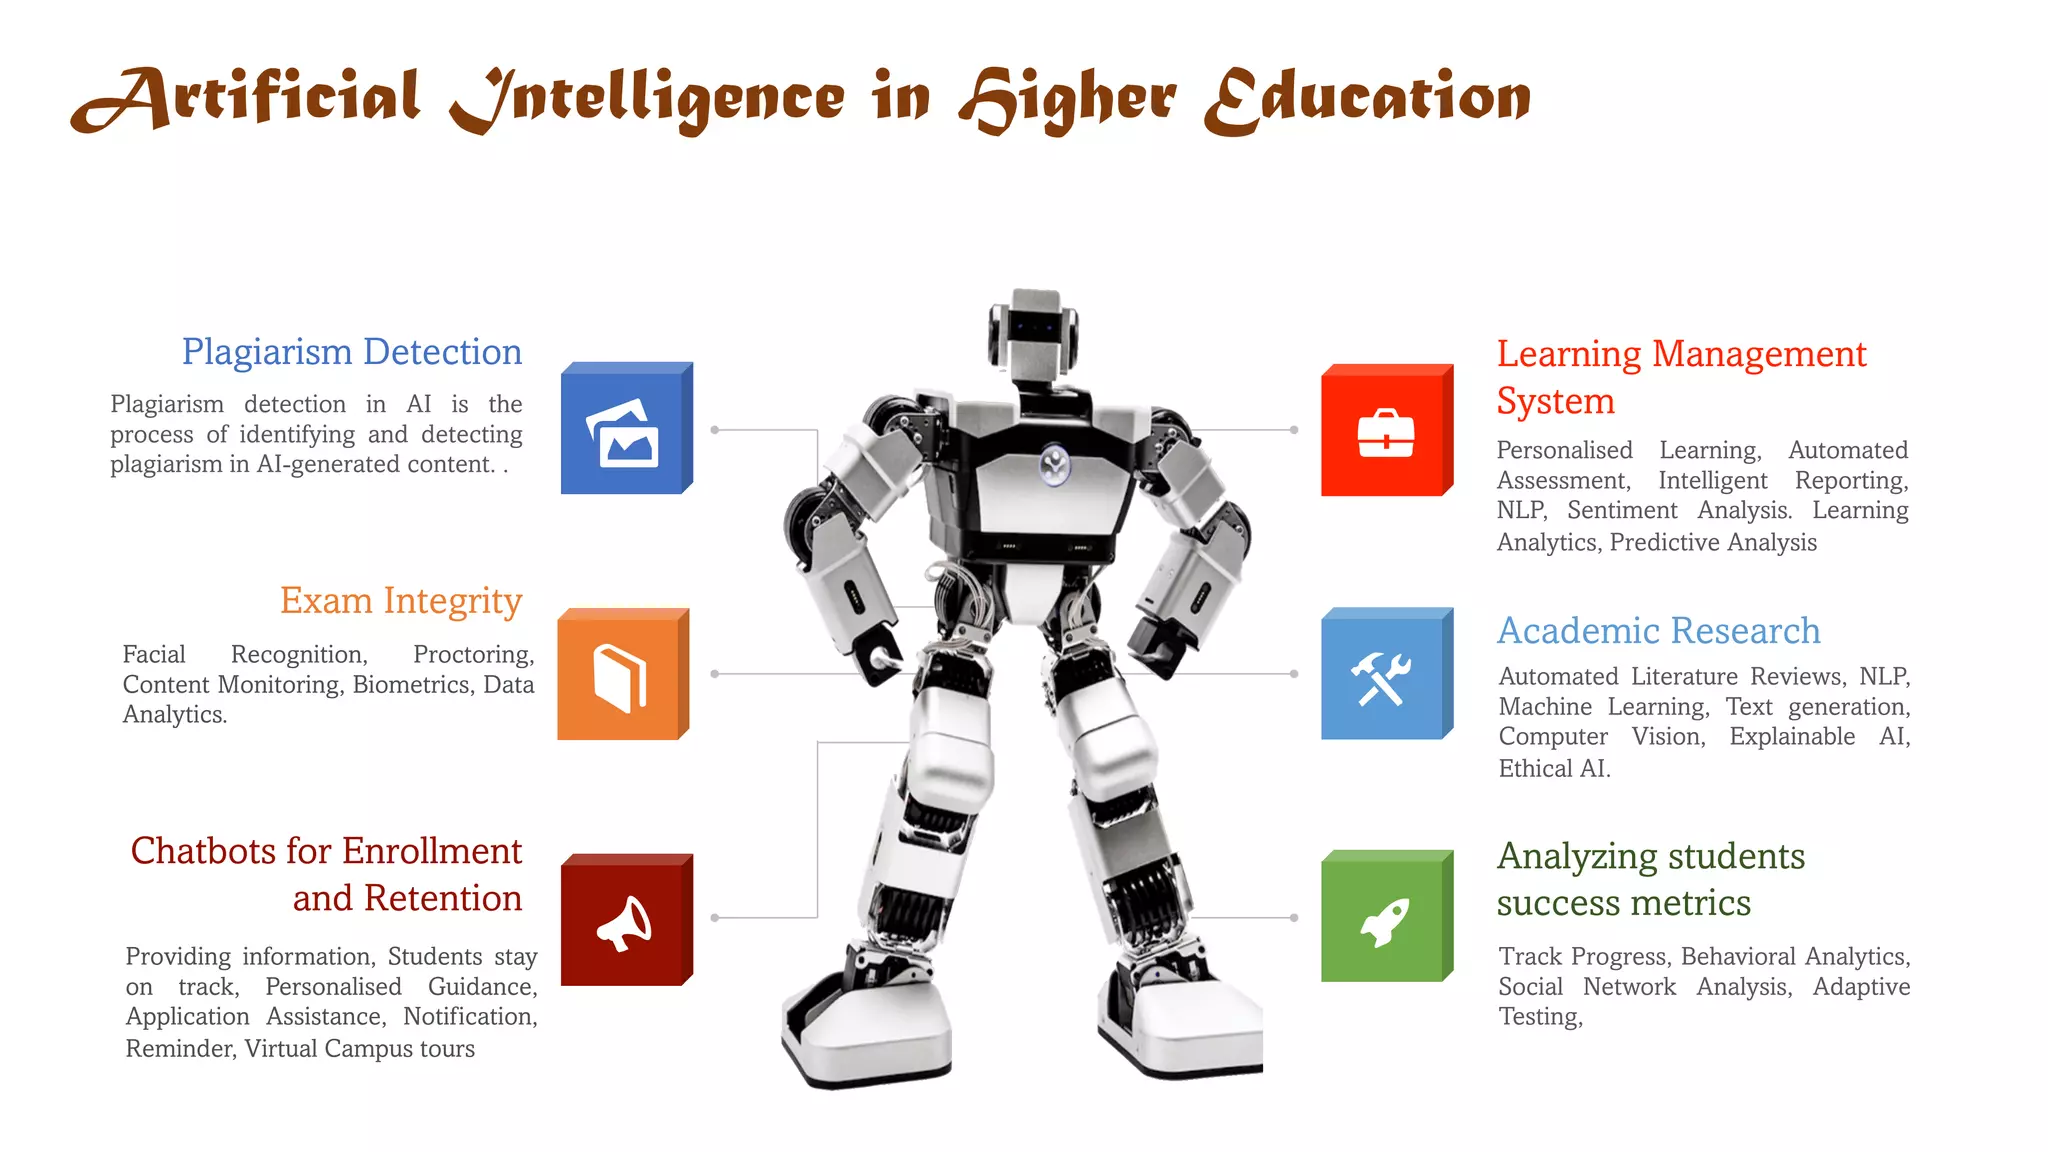 Artificial Intelligence in Higher Education
Plagiarism Detection
Plagiarism detection in AI is the
process of identifying and detecting
plagiarism in AI-generated content. .
Exam Integrity
Facial Recognition, Proctoring,
Content Monitoring, Biometrics, Data
Analytics.
Chatbots for Enrollment
and Retention
Providing information, Students stay
on track, Personalised Guidance,
Application Assistance, Notification,
Reminder, Virtual Campus tours
Learning Management
System
Personalised Learning, Automated
Assessment, Intelligent Reporting,
NLP, Sentiment Analysis. Learning
Analytics, Predictive Analysis
Academic Research
Automated Literature Reviews, NLP,
Machine Learning, Text generation,
Computer Vision, Explainable AI,
Ethical AI.
Analyzing students
success metrics
Track Progress, Behavioral Analytics,
Social Network Analysis, Adaptive
Testing,